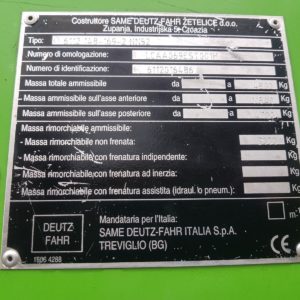 Costruttore SAME DEUTZ-FAHR ZETELICE d.o.o.
Zupanja, Industrijska 5, Croazia
Tipo:
Numero di omologazione:
Numero di identificazione:
Massa totale ammissibile da a Kg
Massa ammissibile sull'asse anteriore da a Kg
Massa ammissibile sull'asse posteriore da a Kg
Massa rimorchiabile ammissibile:
Massa rimorchiabile non frenata: Kg
Massa rimorchiabile con frenatura indipendente: Kg
Massa rimorchiabile con frenatura ad inerzia: Kg
Massa rimorchiabile con frenatura assistita (idraul. lo pneum.) Kg
DEUTZ
FAHR
Mandataria per l'Italia:
SAME DEUTZ-FAHR ITALIA S.p.A.
TREVIGLIO (BG)
CE